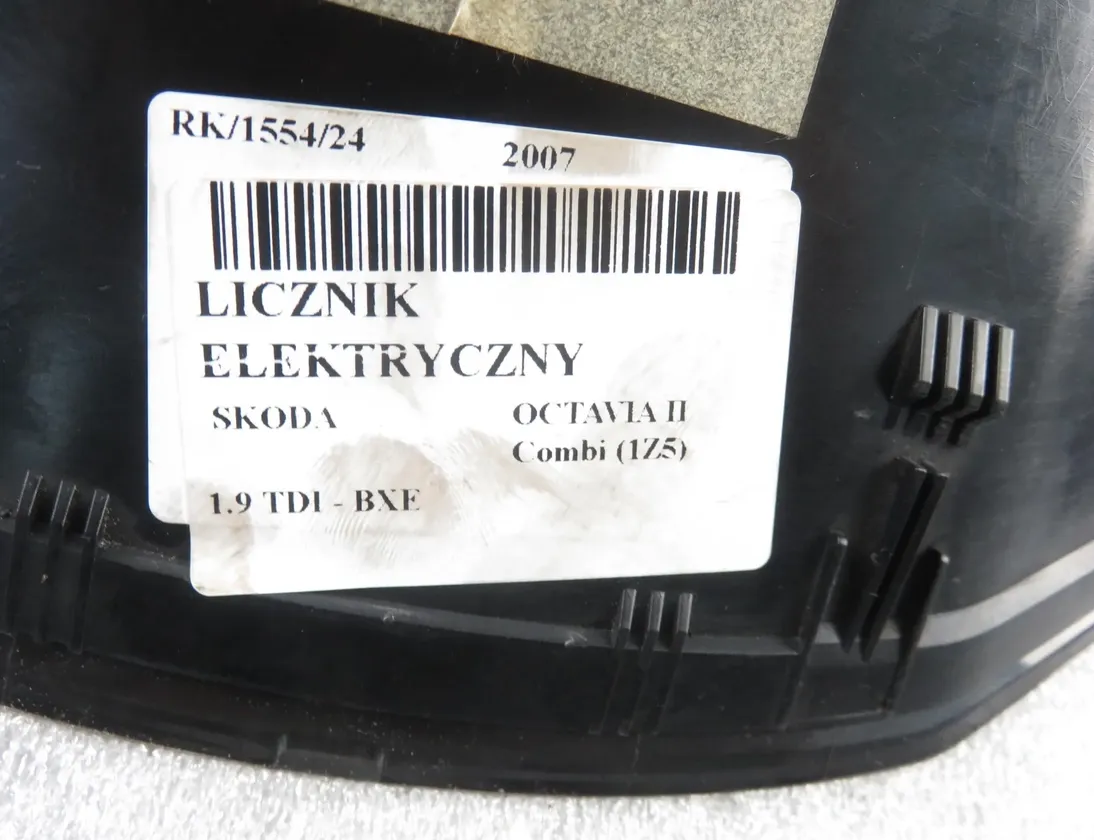 RK/1554/24 2007
LICZNIK
ELEKTRYCZNY
SKODA OCTAVIA II
Combi (1Z5)
1.9 TDI - BXE